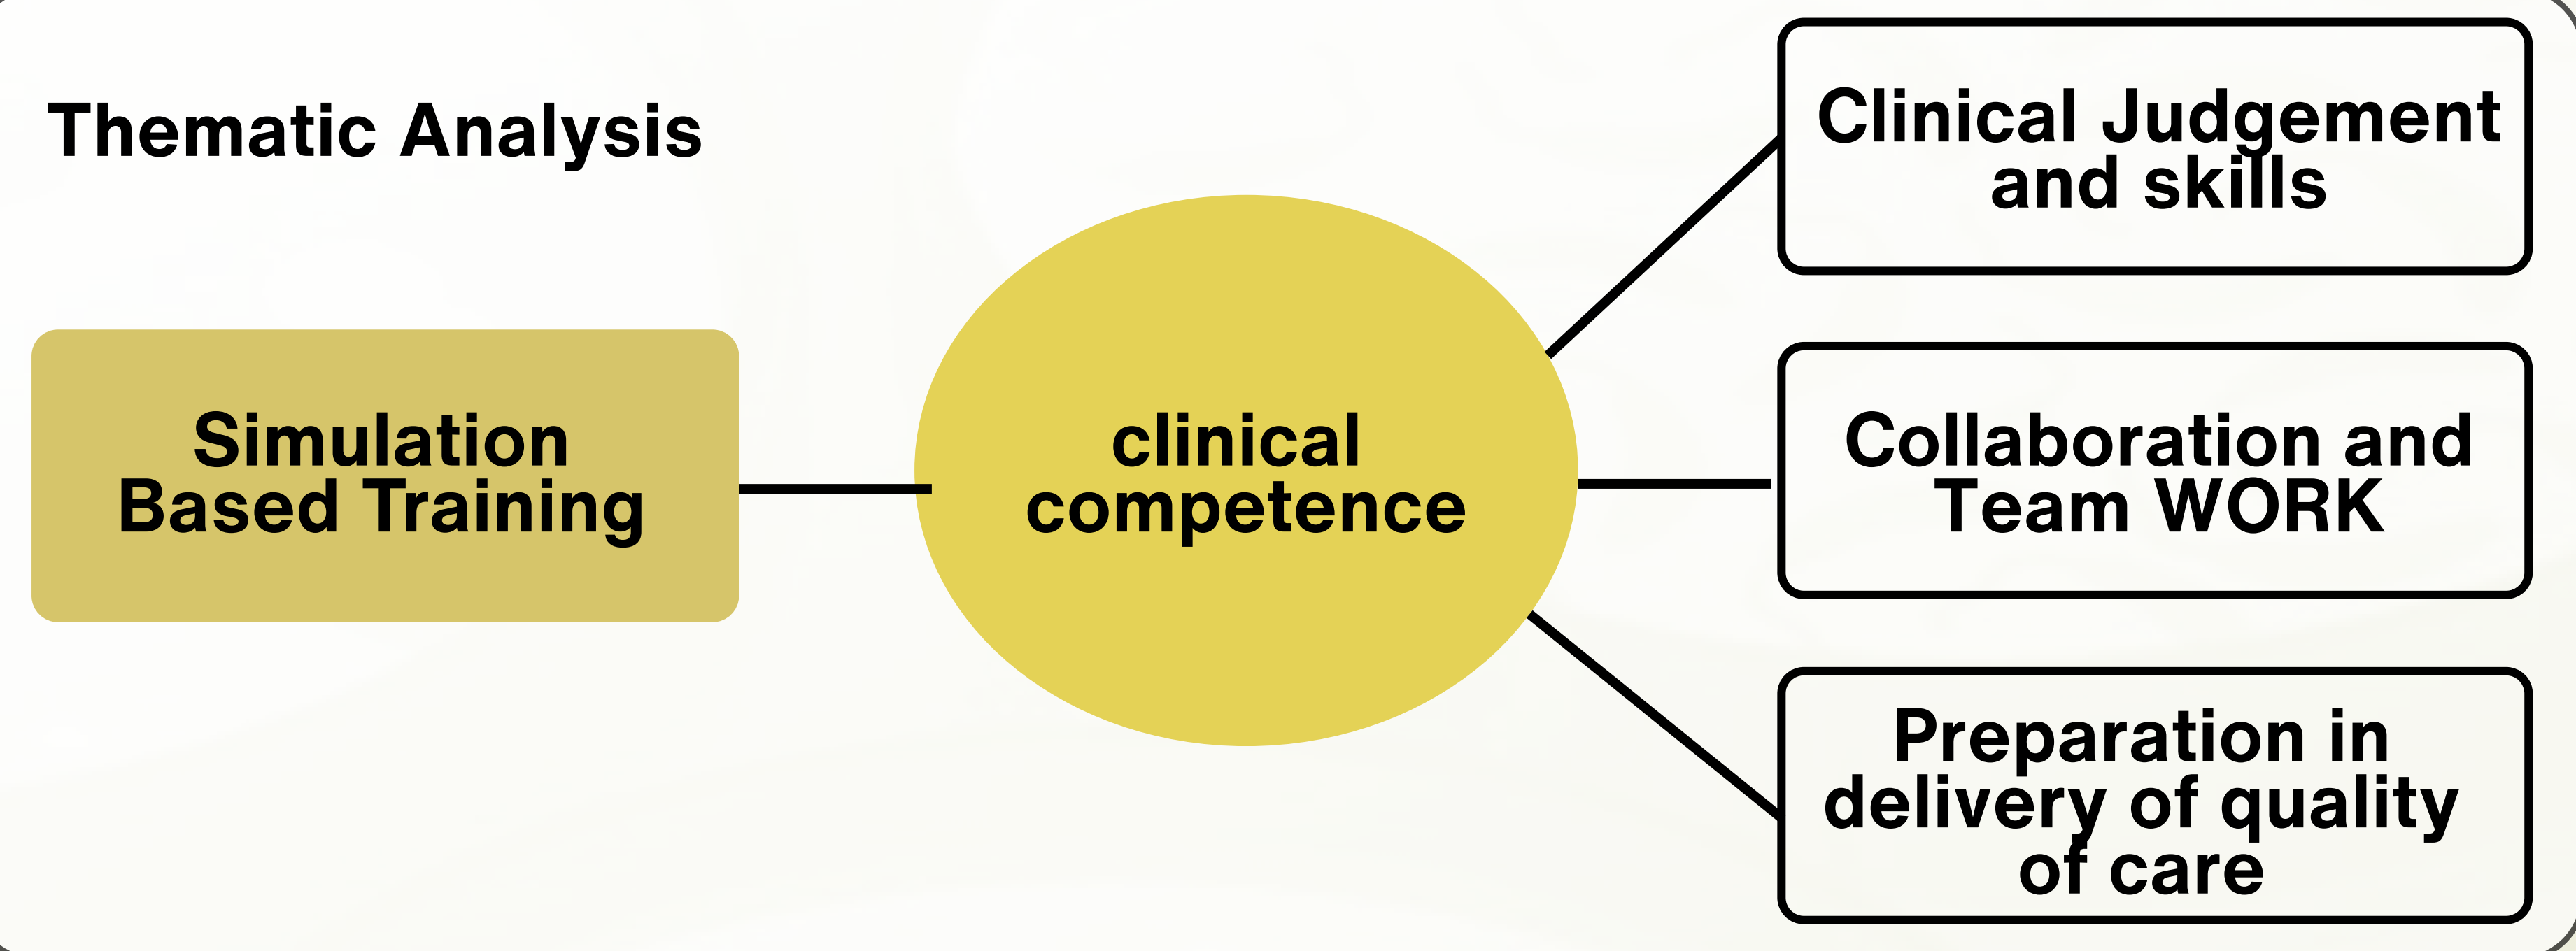 Thematic Analysis
Simulation
Based Training
clinical
competence
Clinical Judgement
and skills
Collaboration and
Team WORK
Preparation in
delivery of quality
of care